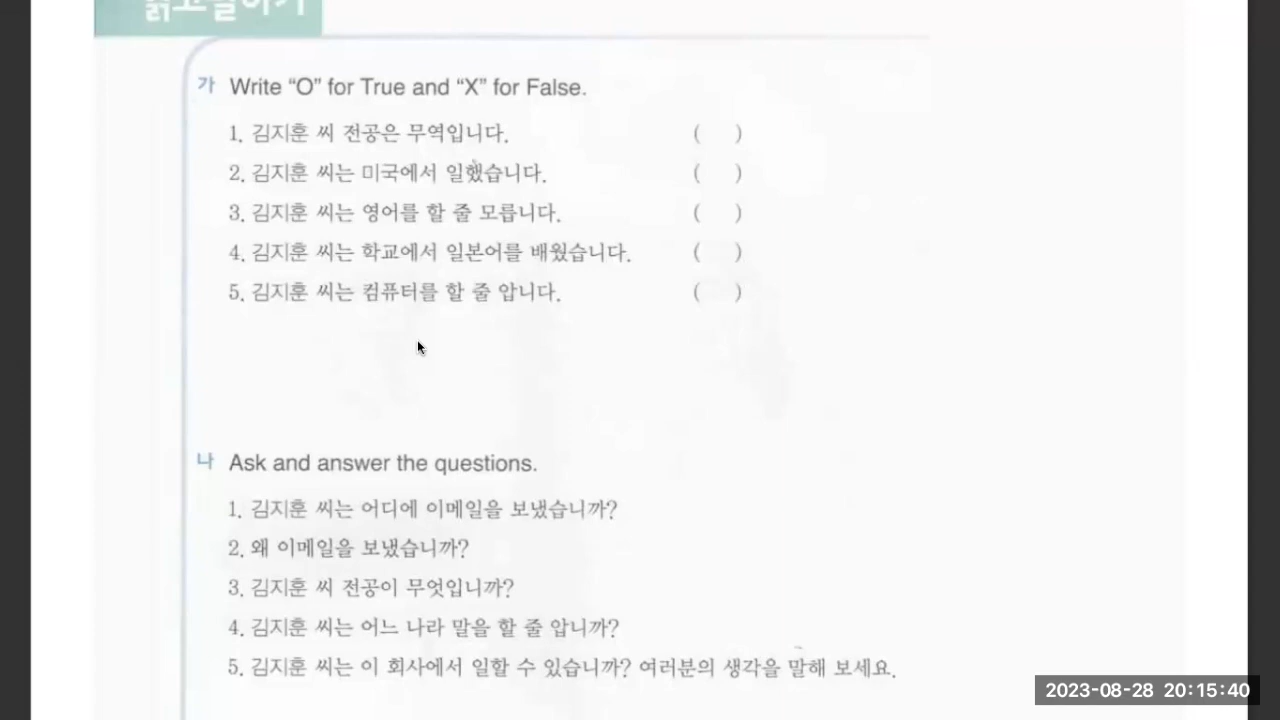 읽고 말하기
가 Write “O” for True and “X” for False.
1. 김지훈 씨 전공은 무역입니다. ( )
2. 김지훈 씨는 미국에서 일했습니다. ( )
3. 김지훈 씨는 영어를 할 줄 모릅니다. ( )
4. 김지훈 씨는 학교에서 일본어를 배웠습니다. ( )
5. 김지훈 씨는 컴퓨터를 할 줄 압니다. ( )
나 Ask and answer the questions.
1. 김지훈 씨는 어디에 이메일을 보냈습니까?
2. 왜 이메일을 보냈습니까?
3. 김지훈 씨 전공이 무엇입니까?
4. 김지훈 씨는 어느 나라 말을 할 줄 압니까?
5. 김지훈 씨는 이 회사에서 일할 수 있습니까? 여러분의 생각을 말해 보세요.
2023-08-28 20:15:40